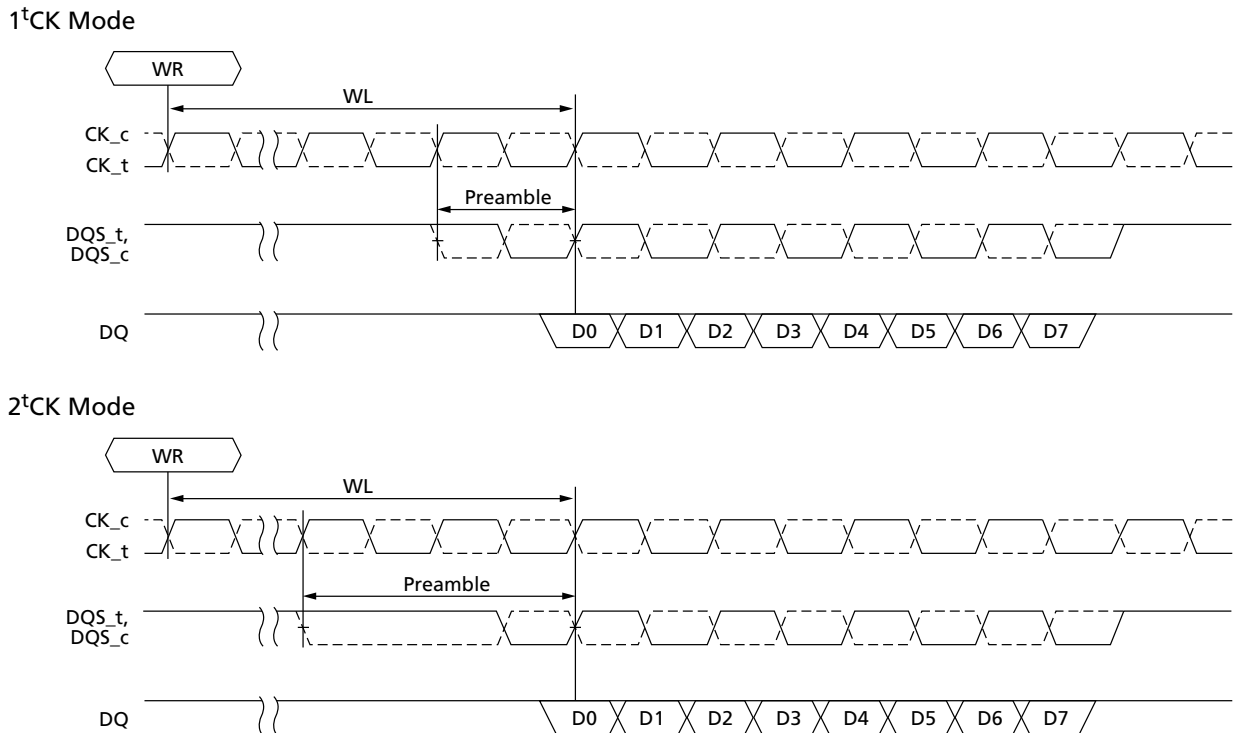 1tCK Mode
WR
WL
CK_c
CK_t
Preamble
DQS_t,
DQS_c
DQ D0 D1 D2 D3 D4 D5 D6 D7
2tCK Mode
WR
WL
CK_c
CK_t
Preamble
DQS_t,
DQS_c
DQ D0 D1 D2 D3 D4 D5 D6 D7